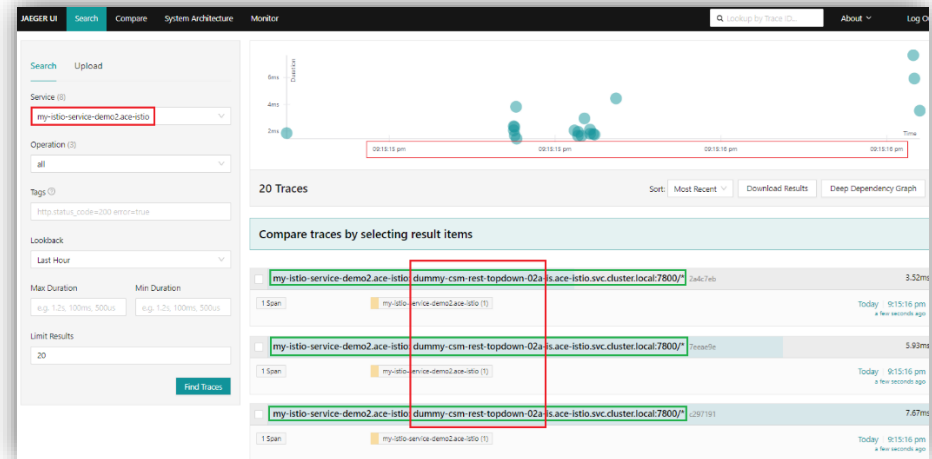 JAEGER UI Search Compare System Architecture Monitor Lookup by Trace ID... About Log Ou
Search Upload
Service (8)
my-istio-service-demo2.ace-istio
Operation (3)
all
Tags
http.status_code=200 error=true
Lookback
Last Hour
Max Duration Min Duration
e.g. 1.2s, 100ms, 500us e.g. 1.2s, 100ms, 500us
Limit Results
20
Find Traces
Duration
6ms
4ms
2ms
Time
09:15:15 pm 09:15:15 pm 09:15:16 pm 09:15:16 pm
20 Traces Sort: Most Recent Download Results Deep Dependency Graph
Compare traces by selecting result items
my-istio-service-demo2.ace-istio: dummy-csm-rest-topdown-02a-is.ace-istio.svc.cluster.local:7800/* 2a4c7eb 3.52ms
1 Span my-istio-service-demo2.ace-istio (1) Today 9:15:16 pm
a few seconds ago
my-istio-service-demo2.ace-istio: dummy-csm-rest-topdown-02a-is.ace-istio.svc.cluster.local:7800/* 7eeae9e 5.93ms
1 Span my-istio-service-demo2.ace-istio (1) Today 9:15:16 pm
a few seconds ago
my-istio-service-demo2.ace-istio: dummy-csm-rest-topdown-02a-is.ace-istio.svc.cluster.local:7800/* c297191 7.67ms
1 Span my-istio-service-demo2.ace-istio (1) Today 9:15:16 pm
a few seconds ago